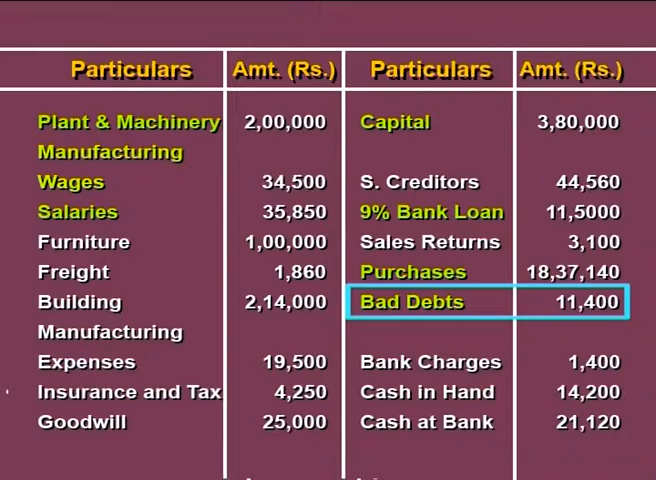 Particulars Amt. (Rs.) Particulars Amt. (Rs.)
Plant & Machinery 2,00,000 Capital 3,80,000
Manufacturing
Wages 34,500 S. Creditors 44,560
Salaries 35,850 9% Bank Loan 11,5000
Furniture 1,00,000 Sales Returns 3,100
Freight 1,860 Purchases 18,37,140
Building 2,14,000 Bad Debts 11,400
Manufacturing
Expenses 19,500 Bank Charges 1,400
Insurance and Tax 4,250 Cash in Hand 14,200
Goodwill 25,000 Cash at Bank 21,120